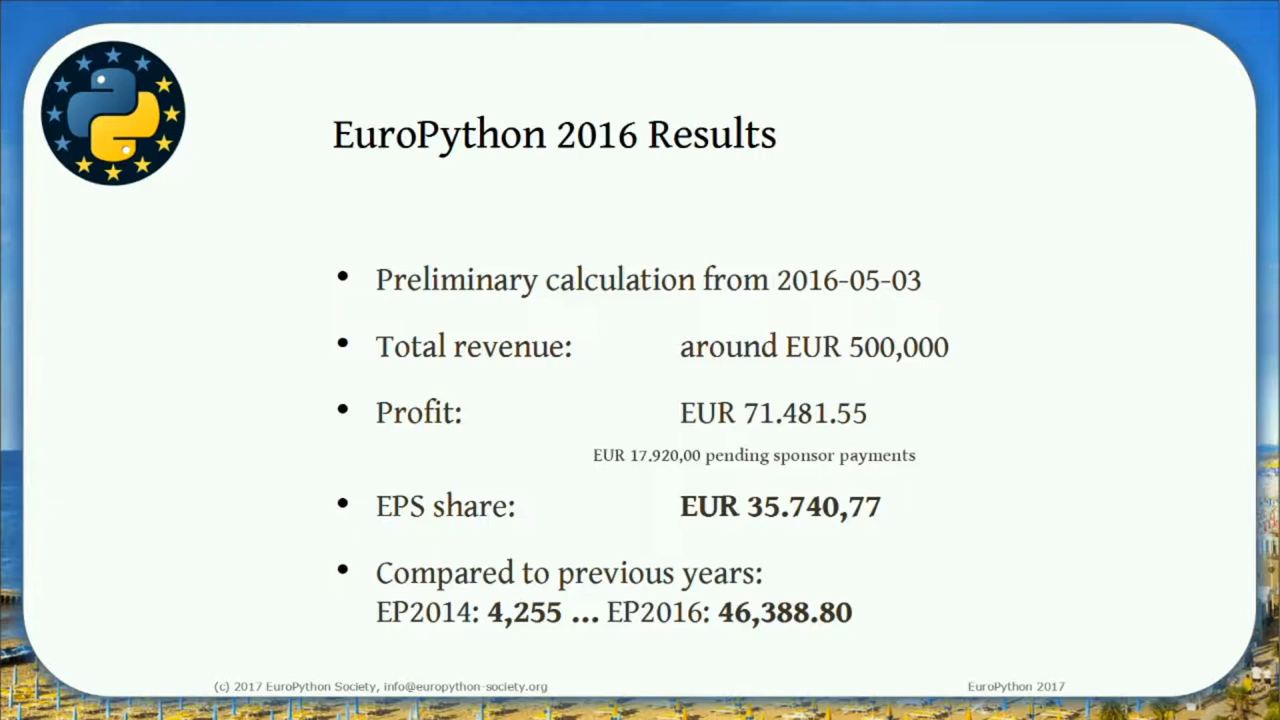 EuroPython 2016 Results
• Preliminary calculation from 2016-05-03
• Total revenue: around EUR 500,000
• Profit: EUR 71.481.55
EUR 17.920,00 pending sponsor payments
• EPS share: EUR 35.740,77
• Compared to previous years:
EP2014: 4,255 ... EP2016: 46,388.80
(c) 2017 EuroPython Society, info@europython-society.org EuroPython 2017